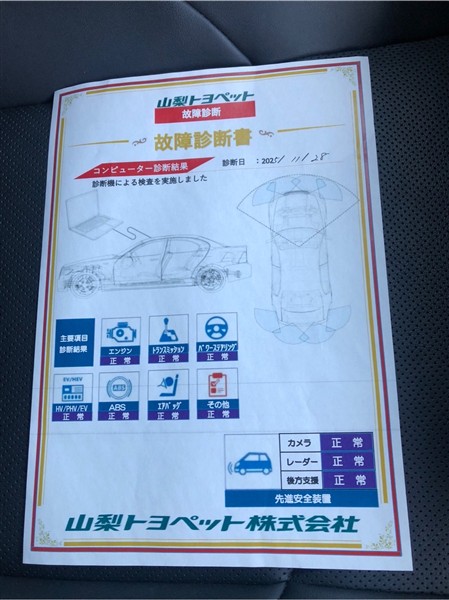 山梨トヨペット
故障診断
故障診断書
コンピューター診断結果
診断日 :2025/ 11/ 28
診断機による検査を実施しました
主要項目
診断結果
エンジン
正常
トランスミッション
正常
パワーステアリング
正常
EV/HEV
HV/PHV/EV
正常
ABS
ABS
正常
エアバッグ
正常
その他
正常
カメラ 正常
レーダー 正常
後方支援 正常
先進安全装置
山梨トヨペット株式会社